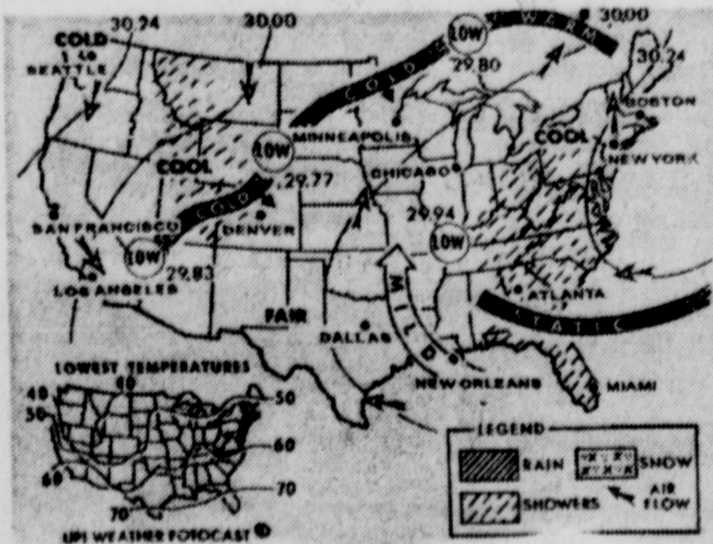 30.24
30.00
30.00
COLD
SEATTLE
LOW
COLD
WARM
29.80
30.24
BOSTON
MINNEAPOLIS
COOL
NEW YORK
COOL
LOW
CHICAGO
29.77
COLD
SAN FRANCISCO
DENVER
29.94
LOW
LOW
29.83
LOS ANGELES
ATLANTA
MILD
STATIC
FAIR
DALLAS
NEW ORLEANS
MIAMI
LOWEST TEMPERATURES
60
40
50
50
60
60
70
70
UPI WEATHER FOTOCAST
LEGEND
RAIN
SNOW
SHOWERS
AIR
FLOW